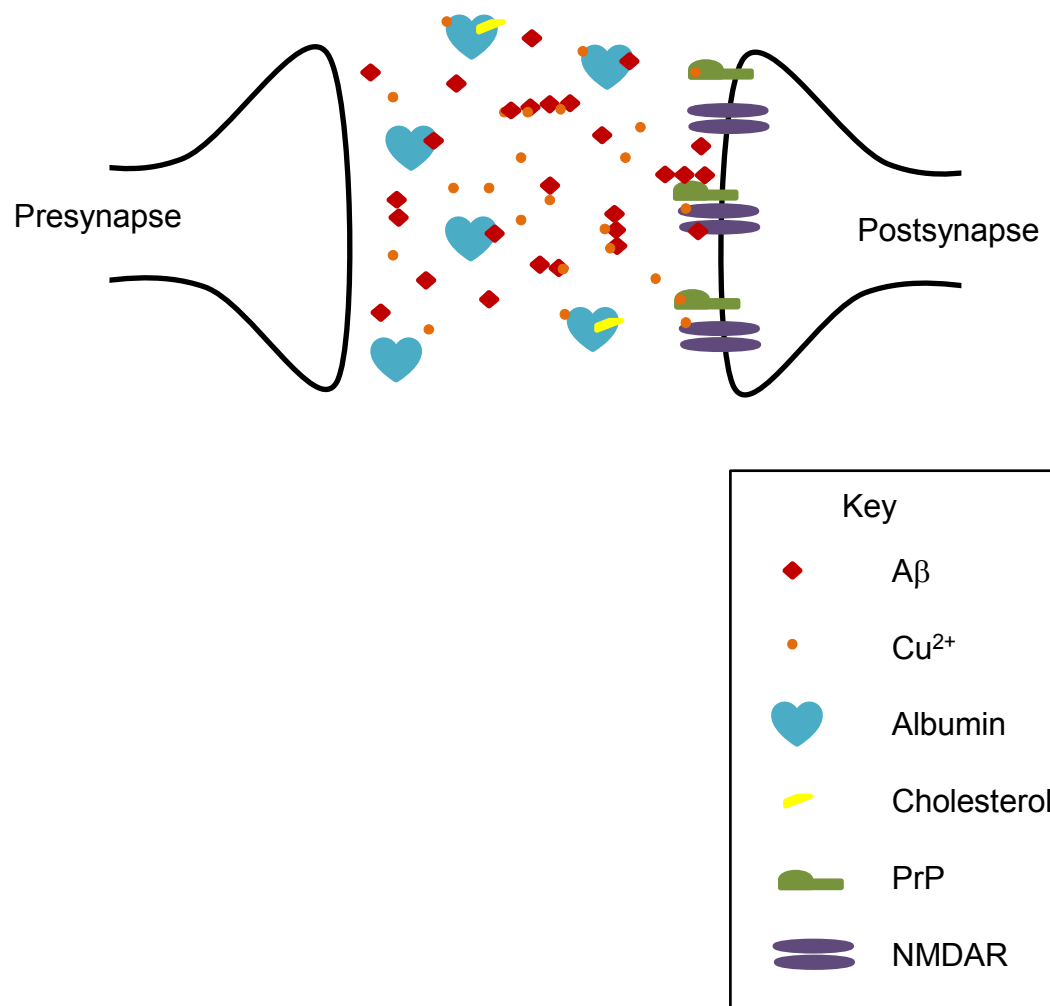 Presynapse
Postsynapse
Key
Aβ
Cu²⁺
Albumin
Cholesterol
PrP
NMDAR